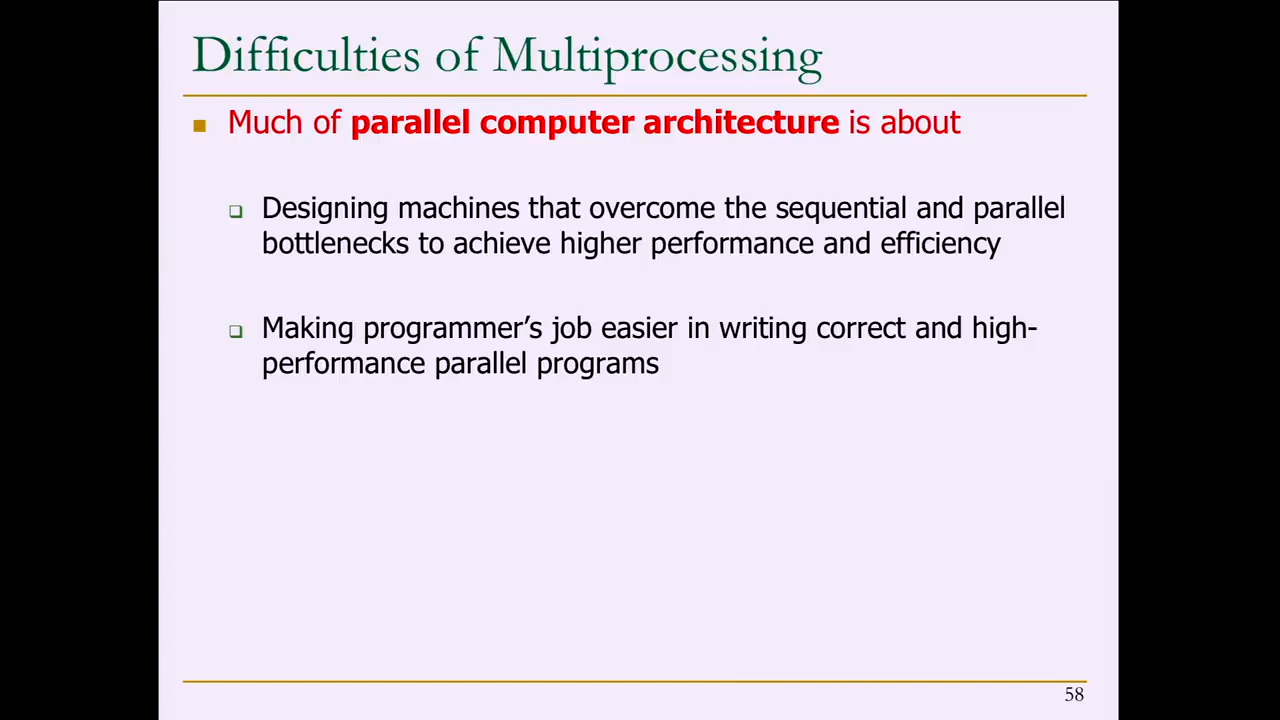 Difficulties of Multiprocessing
Much of parallel computer architecture is about
Designing machines that overcome the sequential and parallel
bottlenecks to achieve higher performance and efficiency
Making programmer’s job easier in writing correct and high-
performance parallel programs
58